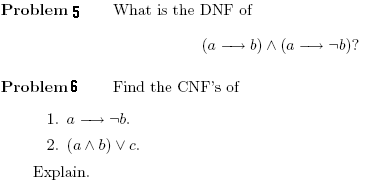 Problem 5 What is the DNF of
(a ⟶ b) ∧ (a ⟶ ¬b)?
Problem 6 Find the CNF's of
1. a ⟶ ¬b.
2. (a ∧ b) ∨ c.
Explain.